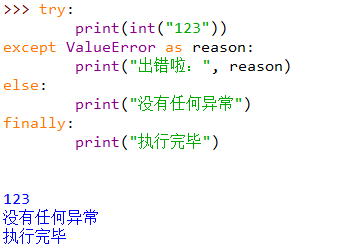 >>> try:
        print(int("123"))
except ValueError as reason:
        print("出错啦：", reason)
else:
        print("没有任何异常")
finally:
        print("执行完毕")
123
没有任何异常
执行完毕